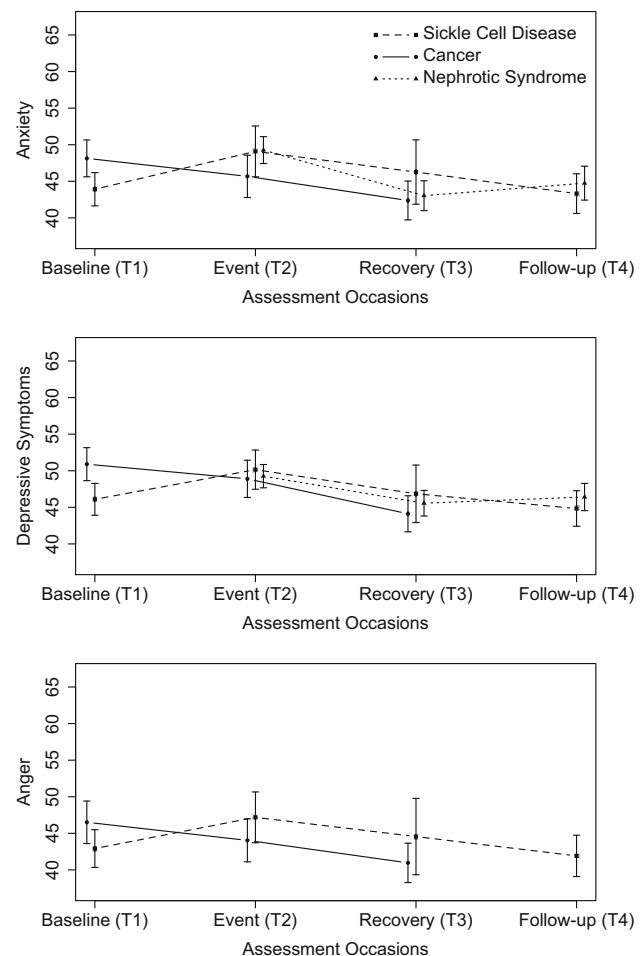 Sickle Cell Disease
Cancer
Nephrotic Syndrome
Anxiety
65
60
55
50
45
40
Baseline (T1) Event (T2) Recovery (T3) Follow-up (T4)
Assessment Occasions
Depressive Symptoms
65
60
55
50
45
40
Baseline (T1) Event (T2) Recovery (T3) Follow-up (T4)
Assessment Occasions
Anger
65
60
55
50
45
40
Baseline (T1) Event (T2) Recovery (T3) Follow-up (T4)
Assessment Occasions